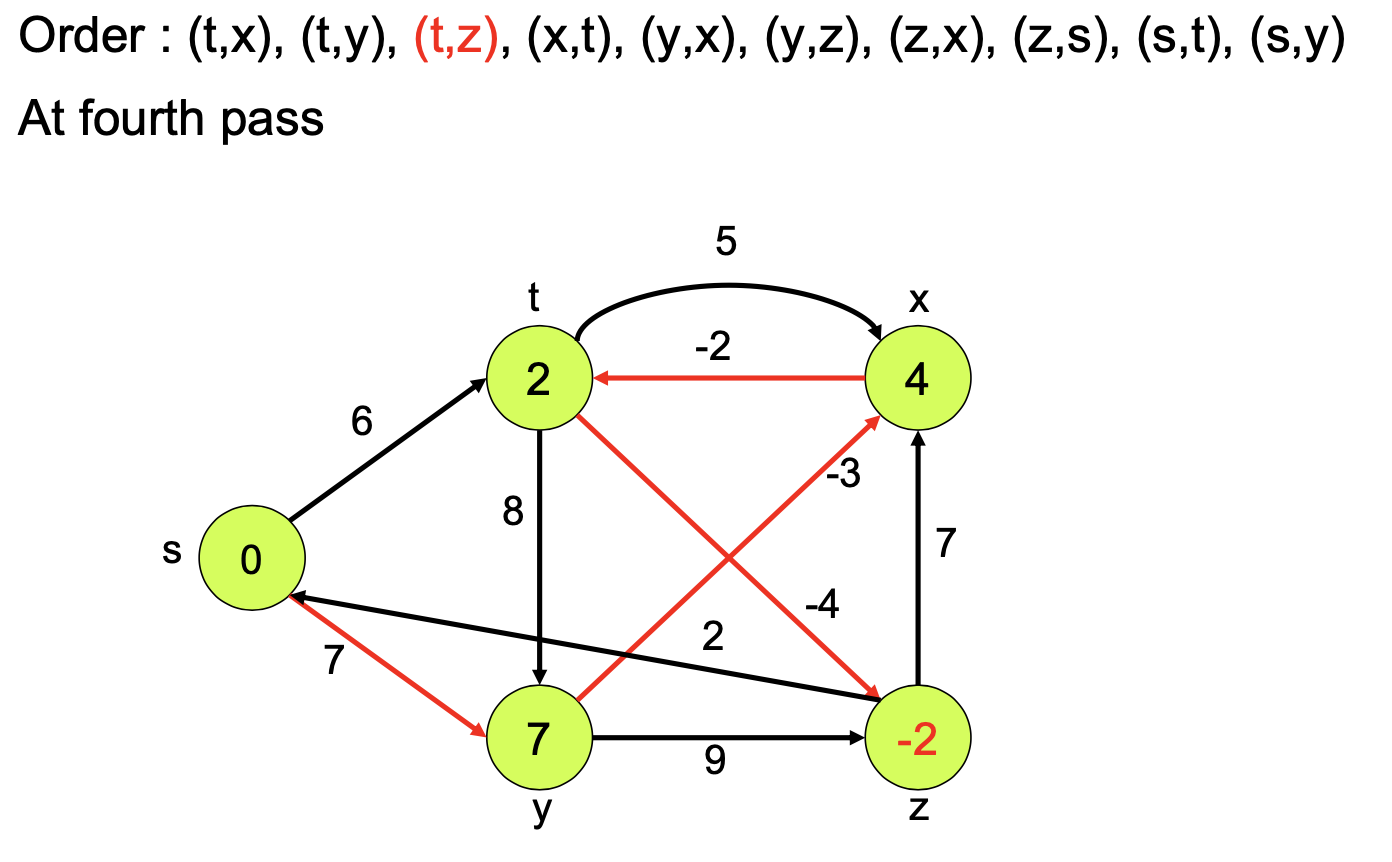 Order : (t,x), (t,y), (t,z), (x,t), (y,x), (y,z), (z,x), (z,s), (s,t), (s,y)
At fourth pass
5
t
x
-2
2
4
6
-3
8
s
0
7
-4
2
7
7
-2
9
y
z